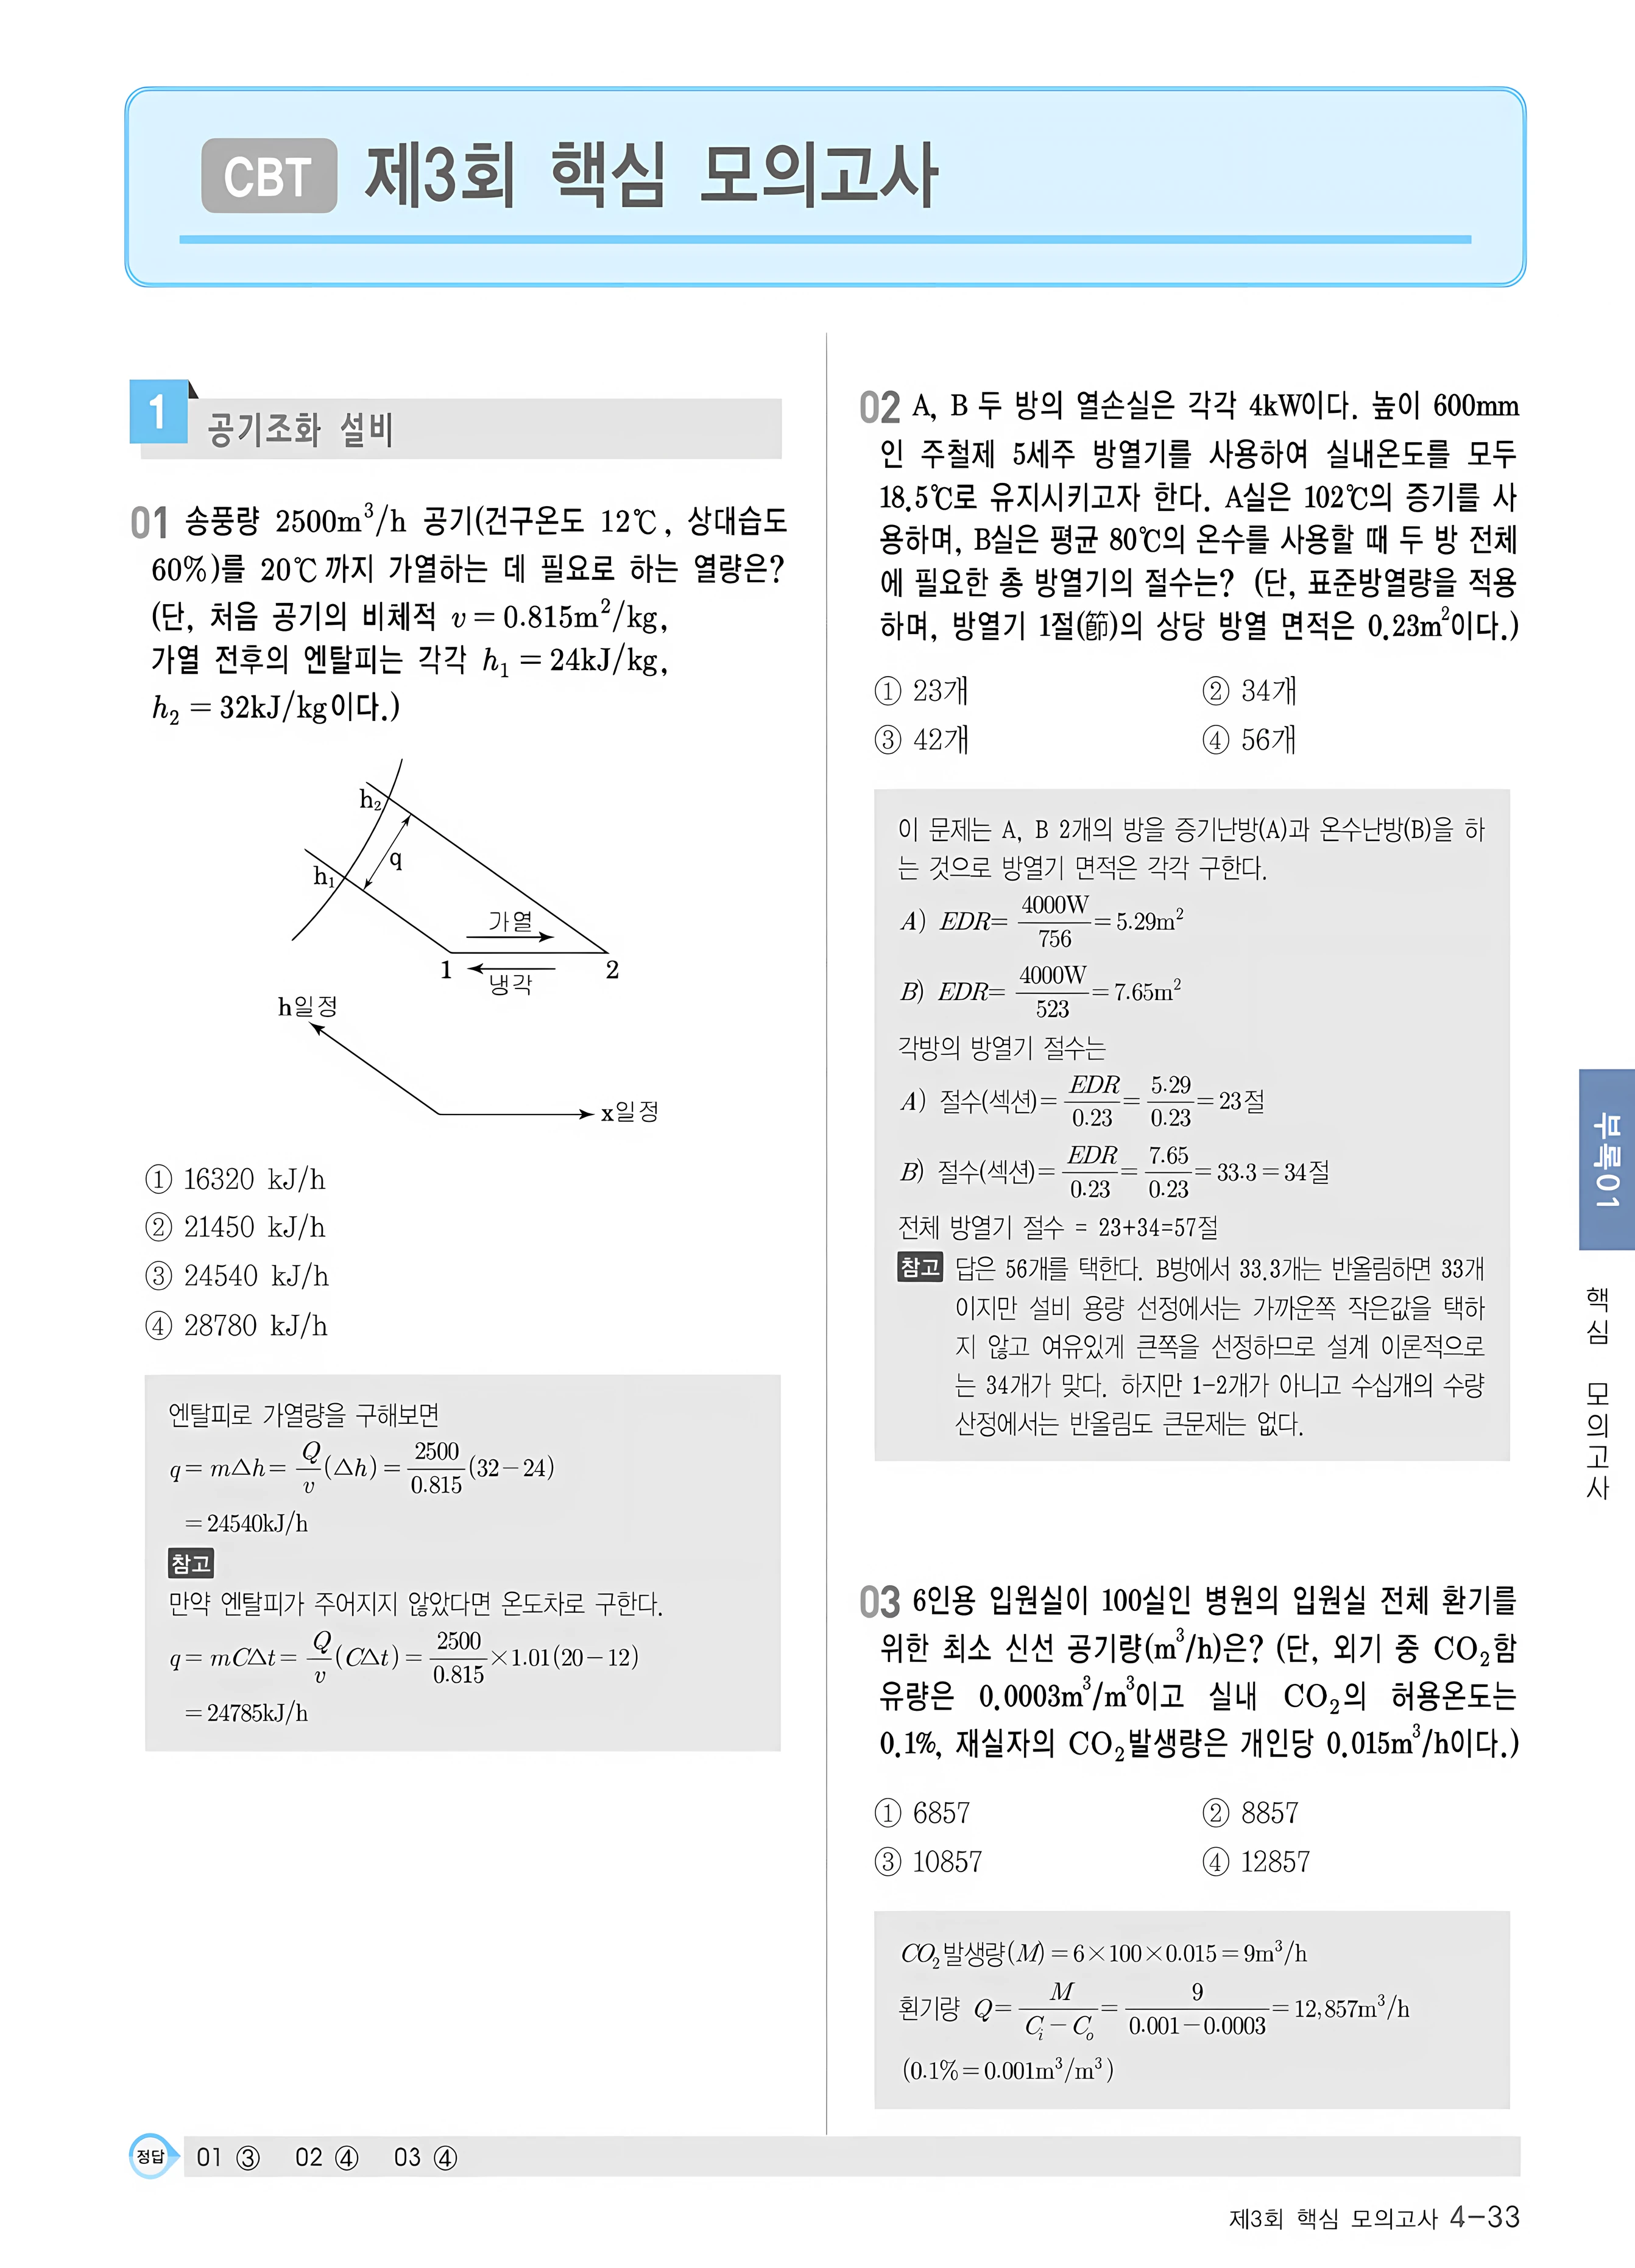 CBT 제3회 핵심 모의고사
1 공기조화 설비
01 송풍량 2500m³/h 공기(건구온도 12℃, 상대습도
60%)를 20℃ 까지 가열하는 데 필요로 하는 열량은?
(단, 처음 공기의 비체적 v = 0.815m²/kg,
가열 전후의 엔탈피는 각각 h₁ = 24kJ/kg,
h₂ = 32kJ/kg이다.)
h₂
q
h₁
가열
1
2
냉각
h일정
x일정
① 16320 kJ/h
② 21450 kJ/h
③ 24540 kJ/h
④ 28780 kJ/h
엔탈피로 가열량을 구해보면
q = mΔh = Q/v (Δh) = 2500/0.815 (32-24)
= 24540kJ/h
참고
만약 엔탈피가 주어지지 않았다면 온도차로 구한다.
q = mCΔt = Q/v (CΔt) = 2500/0.815 ×1.01(20-12)
= 24785kJ/h
02 A, B 두 방의 열손실은 각각 4kW이다. 높이 600mm
인 주철제 5세주 방열기를 사용하여 실내온도를 모두
18.5℃로 유지시키고자 한다. A실은 102℃의 증기를 사
용하며, B실은 평균 80℃의 온수를 사용할 때 두 방 전체
에 필요한 총 방열기의 절수는? (단, 표준방열량을 적용
하며, 방열기 1절(節)의 상당 방열 면적은 0.23m²이다.)
① 23개 ② 34개
③ 42개 ④ 56개
이 문제는 A, B 2개의 방을 증기난방(A)과 온수난방(B)을 하
는 것으로 방열기 면적은 각각 구한다.
A) EDR = 4000W/756 = 5.29m²
B) EDR = 4000W/523 = 7.65m²
각방의 방열기 절수는
A) 절수(섹션) = EDR/0.23 = 5.29/0.23 = 23절
B) 절수(섹션) = EDR/0.23 = 7.65/0.23 = 33.3 = 34절
전체 방열기 절수 = 23+34=57절
참고 답은 56개를 택한다. B방에서 33.3개는 반올림하면 33개
이지만 설비 용량 선정에서는 가까운쪽 작은값을 택하
지 않고 여유있게 큰쪽을 선정하므로 설계 이론적으로
는 34개가 맞다. 하지만 1-2개가 아니고 수십개의 수량
산정에서는 반올림도 큰문제는 없다.
03 6인용 입원실이 100실인 병원의 입원실 전체 환기를
위한 최소 신선 공기량(m³/h)은? (단, 외기 중 CO₂함
유량은 0.0003m³/m³이고 실내 CO₂의 허용온도는
0.1%, 재실자의 CO₂발생량은 개인당 0.015m³/h이다.)
① 6857 ② 8857
③ 10857 ④ 12857
CO₂발생량(M) = 6×100×0.015 = 9m³/h
횐기량 Q = M/(Cᵢ - Cₒ) = 9/(0.001-0.0003) = 12,857m³/h
(0.1% = 0.001m³/m³)
부록01
핵심 모의고사
정답 01 ③ 02 ④ 03 ④
제3회 핵심 모의고사 4-33